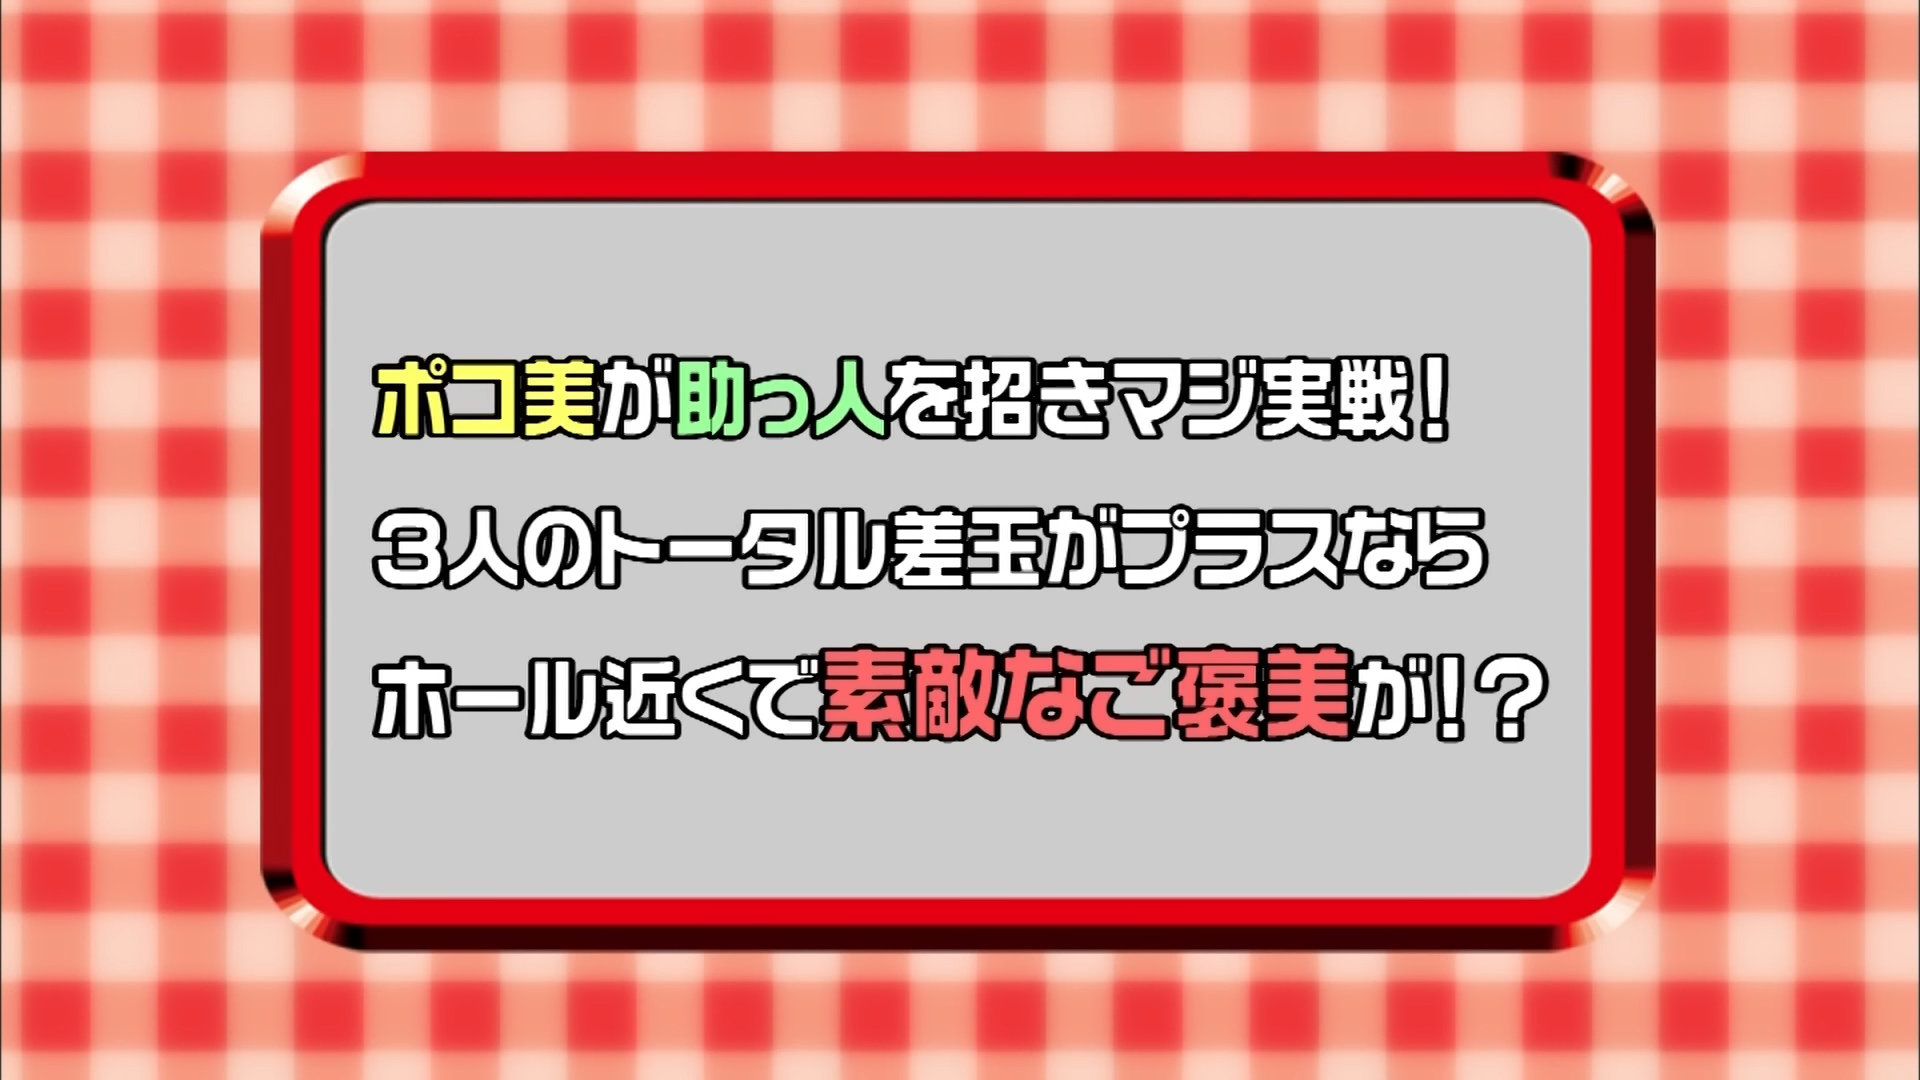 ポコ美が助っ人を招きマジ実戦！
３人のトータル差玉がプラスなら
ホール近くで素敵なご褒美が！？